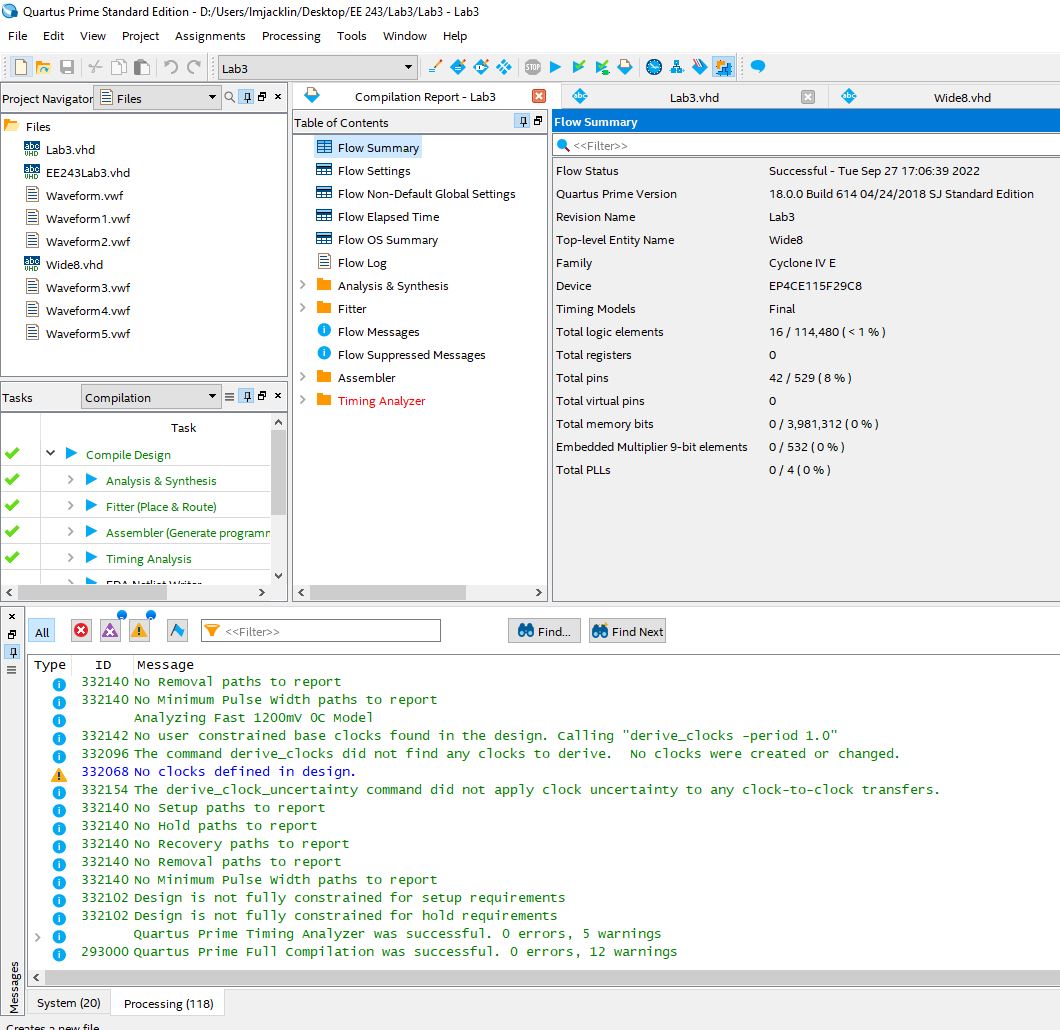 Quartus Prime Standard Edition - D:/Users/lmjacklin/Desktop/EE 243/Lab3/Lab3 - Lab3
File Edit View Project Assignments Processing Tools Window Help
Lab3
STOP
Project Navigator Files
Files
abc VHD Lab3.vhd
abc VHD EE243Lab3.vhd
Waveform.vwf
Waveform1.vwf
Waveform2.vwf
abc VHD Wide8.vhd
Waveform3.vwf
Waveform4.vwf
Waveform5.vwf
Tasks Compilation
Task
Compile Design
Analysis & Synthesis
Fitter (Place & Route)
Assembler (Generate programm
Timing Analysis
EDA Netlist Writer
Compilation Report - Lab3
abc Lab3.vhd
abc Wide8.vhd
Table of Contents
Flow Summary
Flow Settings
Flow Non-Default Global Settings
Flow Elapsed Time
Flow OS Summary
Flow Log
Analysis & Synthesis
Fitter
Flow Messages
Flow Suppressed Messages
Assembler
Timing Analyzer
Flow Summary
<<Filter>>
Flow Status Successful - Tue Sep 27 17:06:39 2022
Quartus Prime Version 18.0.0 Build 614 04/24/2018 SJ Standard Edition
Revision Name Lab3
Top-level Entity Name Wide8
Family Cyclone IV E
Device EP4CE115F29C8
Timing Models Final
Total logic elements 16 / 114,480 ( < 1 % )
Total registers 0
Total pins 42 / 529 ( 8 % )
Total virtual pins 0
Total memory bits 0 / 3,981,312 ( 0 % )
Embedded Multiplier 9-bit elements 0 / 532 ( 0 % )
Total PLLs 0 / 4 ( 0 % )
All <<Filter>> Find... Find Next
Type ID Message
332140 No Removal paths to report
332140 No Minimum Pulse Width paths to report
Analyzing Fast 1200mV 0C Model
332142 No user constrained base clocks found in the design. Calling "derive_clocks -period 1.0"
332096 The command derive_clocks did not find any clocks to derive.  No clocks were created or changed.
332068 No clocks defined in design.
332154 The derive_clock_uncertainty command did not apply clock uncertainty to any clock-to-clock transfers.
332140 No Setup paths to report
332140 No Hold paths to report
332140 No Recovery paths to report
332140 No Removal paths to report
332140 No Minimum Pulse Width paths to report
332102 Design is not fully constrained for setup requirements
332102 Design is not fully constrained for hold requirements
Quartus Prime Timing Analyzer was successful. 0 errors, 5 warnings
293000 Quartus Prime Full Compilation was successful. 0 errors, 12 warnings
Messages
System (20) Processing (118)
Creates a new file